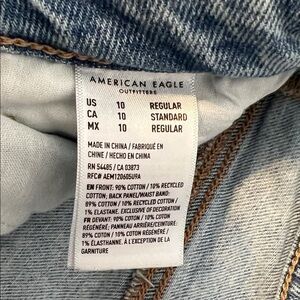 AMERICAN EAGLE
OUTFITTERS
US 10 REGULAR
CA 10 STANDARD
MX 10 REGULAR
MADE IN CHINA / FABRIQUÉ EN
CHINE / HECHO EN CHINA
RN 54485 / CA 03873
RFC# AEM120605U9A
EN FRONT: 90% COTTON / 10% RECYCLED
COTTON; BACK PANEL/WAIST BAND:
89% COTTON / 10% RECYCLED COTTON /
1% ELASTANE. EXCLUSIVE OF DECORATION
FR DEVANT: 90% COTON / 10% COTON
RÉGÉNÉRÉ; PANNEAU ARRIÈRE/CEINTURE:
89% COTON / 10% COTON RÉGÉNÉRÉ /
1% ÉLASTHANNE. À L'EXCEPTION DE LA
GARNITURE